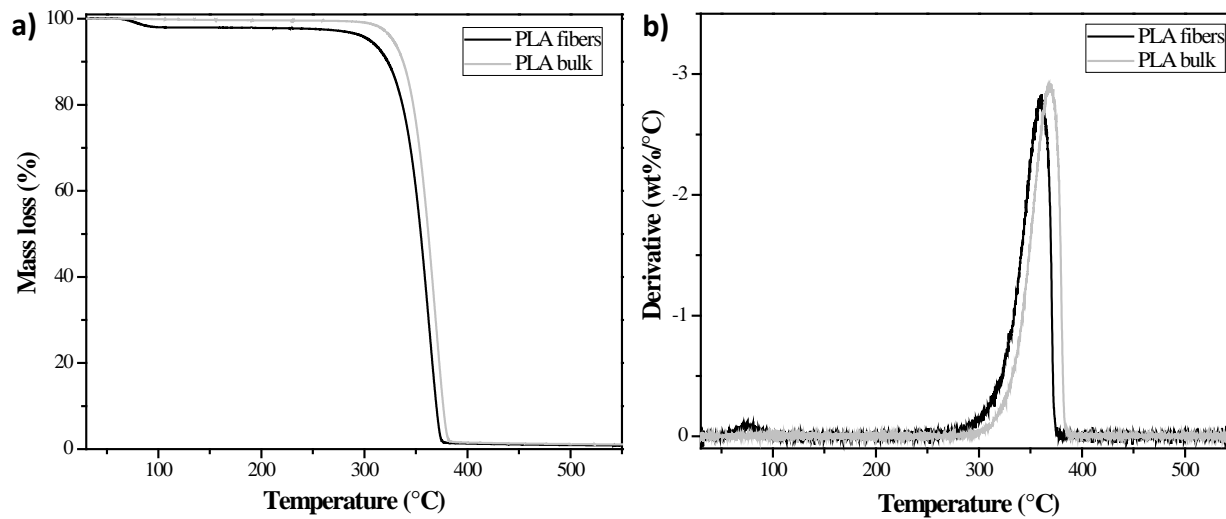 a)
Mass loss (%)
100
80
60
40
20
0
PLA fibers
PLA bulk
100
200
300
400
500
Temperature (°C)
b)
Derivative (wt%/°C)
-3
-2
-1
0
PLA fibers
PLA bulk
100
200
300
400
500
Temperature (°C)